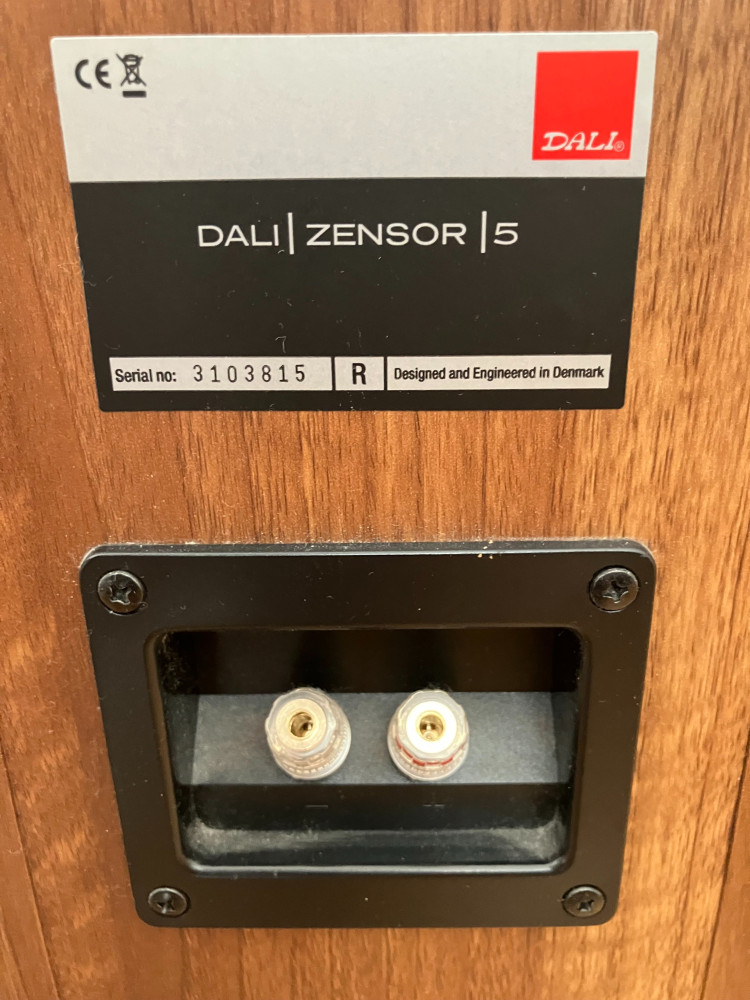 CE
DALI®
DALI|ZENSOR|5
Serial no: 3103815 R Designed and Engineered in Denmark
− +